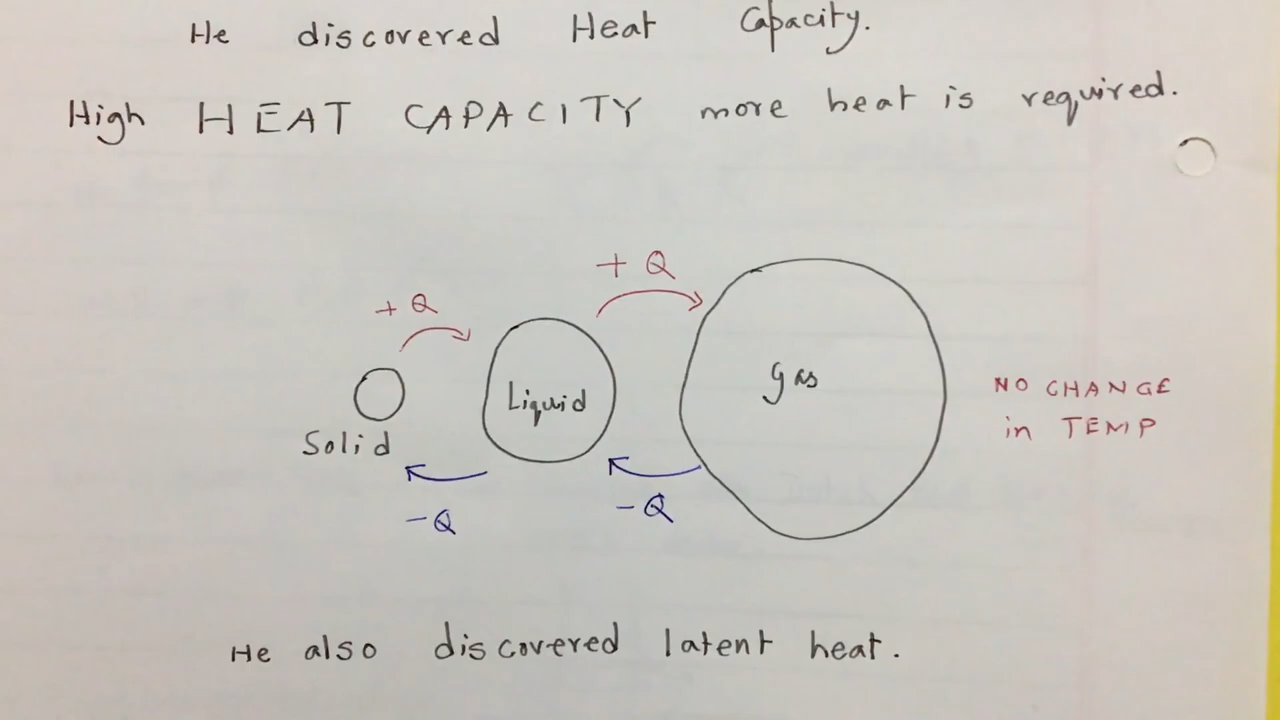 He discovered Heat Capacity.
High HEAT CAPACITY more heat is required.
+ Q
+ Q
Solid
Liquid
gas
NO CHANGE
in TEMP
- Q
- Q
He also discovered latent heat.